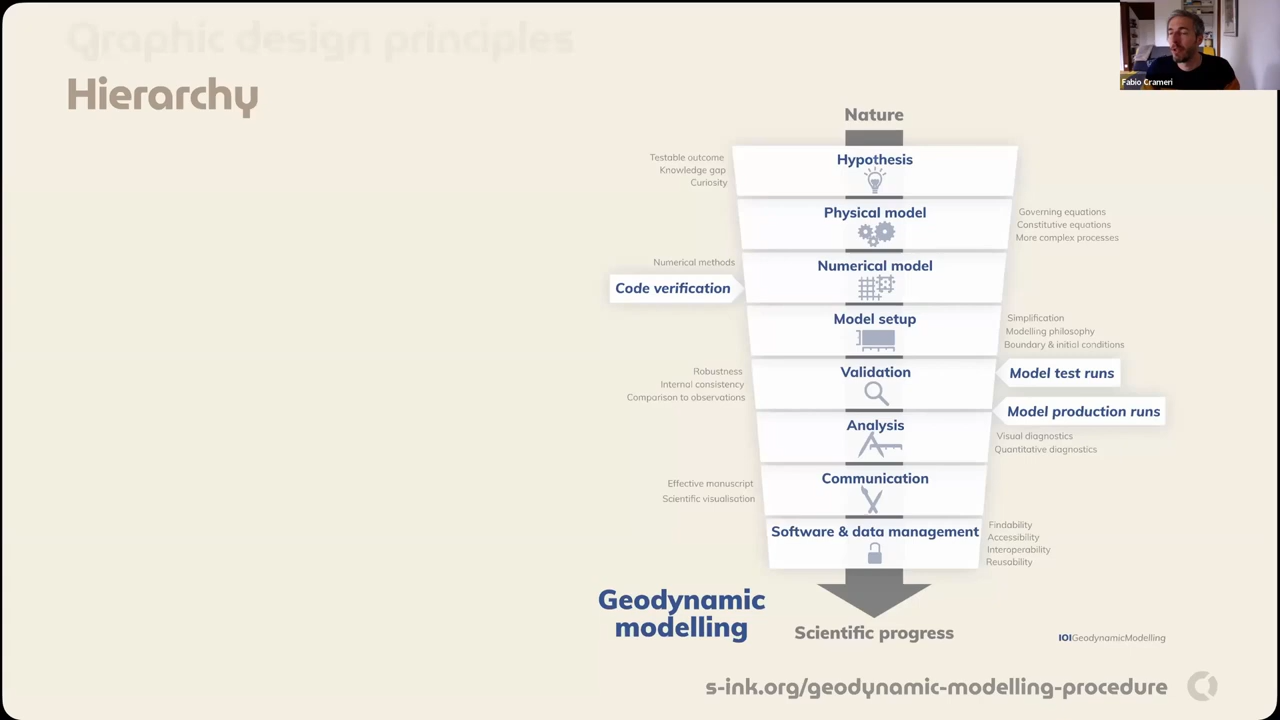 Graphic design principles
Hierarchy
Fabio Crameri
Nature
Hypothesis
Testable outcome
Knowledge gap
Curiosity
Physical model
Governing equations
Constitutive equations
More complex processes
Numerical model
Numerical methods
Code verification
Model setup
Simplification
Modelling philosophy
Boundary & initial conditions
Validation
Robustness
Internal consistency
Comparison to observations
Model test runs
Model production runs
Analysis
Visual diagnostics
Quantitative diagnostics
Communication
Effective manuscript
Scientific visualisation
Software & data management
Findability
Accessibility
Interoperability
Reusability
Geodynamic
modelling
Scientific progress
IOIGeodynamicModelling
s-ink.org/geodynamic-modelling-procedure